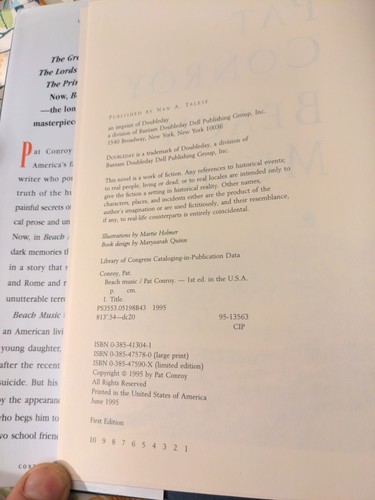 The Gre
The Lords
The Prin
Now, Be
—the lon
masterpiec
Pat Conroy
America's f
writer who po
truth of the hu
painful secrets o
cal prose and un
Now, in Beach
dark memories th
in a story that
and Rome and
unutterable terr
Beach Music
an American livi
young daughter,
after the recent
suicide. But his
by the appearan
who begs him to
wo school frien
PAT
CONRO
PUBLISHED BY NAN A. TALESE
an imprint of Doubleday
a division of Bantam Doubleday Dell Publishing Group, Inc.
1540 Broadway, New York, New York 10036
DOUBLEDAY is a trademark of Doubleday, a division of
Bantam Doubleday Dell Publishing Group, Inc.
This novel is a work of fiction. Any references to historical events;
to real people, living or dead; or to real locales are intended only to
give the fiction a setting in historical reality. Other names,
characters, places, and incidents either are the product of the
author's imagination or are used fictitiously, and their resemblance,
if any, to real-life counterparts is entirely coincidental.
Illustrations by Martie Holmer
Book design by Marysarah Quinn
Library of Congress Cataloging-in-Publication Data
Conroy, Pat.
Beach music / Pat Conroy. — 1st ed. in the U.S.A.
p. cm.
I. Title.
PS3553.O5198B43 1995
813'.54—dc20 95-13563
CIP
ISBN 0-385-41304-1
ISBN 0-385-47578-0 (large print)
ISBN 0-385-47590-X (limited edition)
Copyright © 1995 by Pat Conroy
All Rights Reserved
Printed in the United States of America
June 1995
First Edition
10 9 8 7 6 5 4 3 2 1